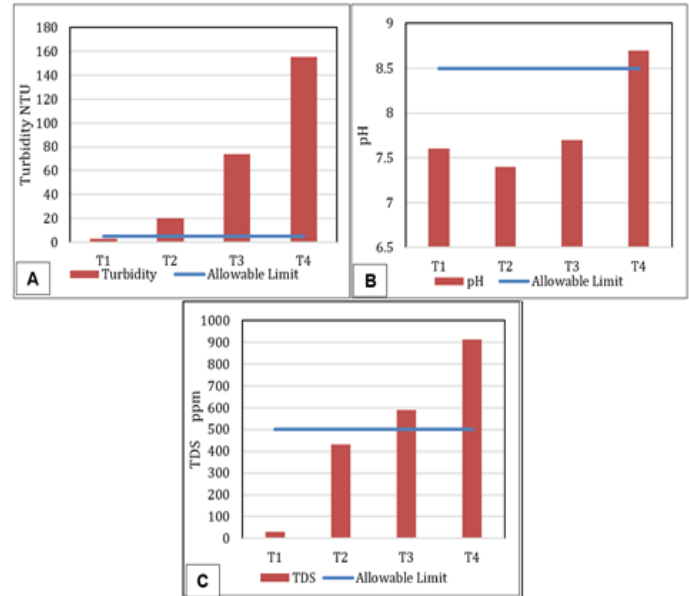 180
160
140
120
100
80
60
40
20
0
Turbidity NTU
T1 T2 T3 T4
Turbidity Allowable Limit
A
9
8.5
8
7.5
7
6.5
pH
T1 T2 T3 T4
pH Allowable Limit
B
1000
900
800
700
600
500
400
300
200
100
0
TDS ppm
T1 T2 T3 T4
TDS Allowable Limit
C